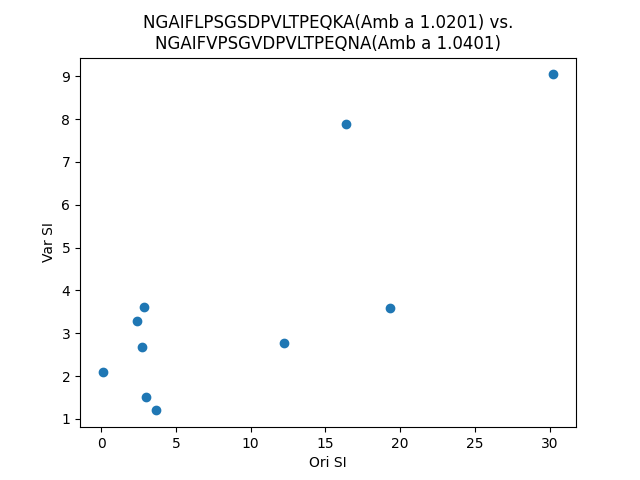 NGAIFLPSGSDPVLTPEQKA(Amb a 1.0201) vs.
NGAIFVPSGVDPVLTPEQNA(Amb a 1.0401)
9
8
7
6
5
4
3
2
1
Var SI
0 5 10 15 20 25 30
Ori SI